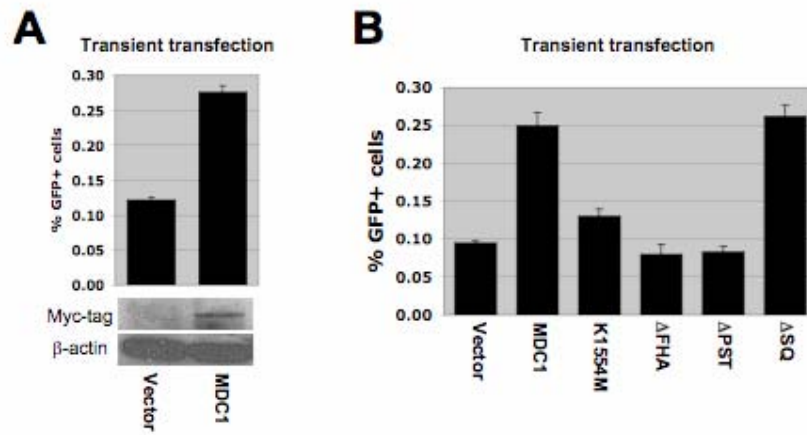 A
Transient transfection
% GFP+ cells
0.30
0.25
0.20
0.15
0.10
0.05
0.00
Myc-tag
β-actin
Vector
MDC1
B
Transient transfection
% GFP+ cells
0.30
0.25
0.20
0.15
0.10
0.05
0.00
Vector
MDC1
K1554M
ΔFHA
ΔPST
ΔSQ